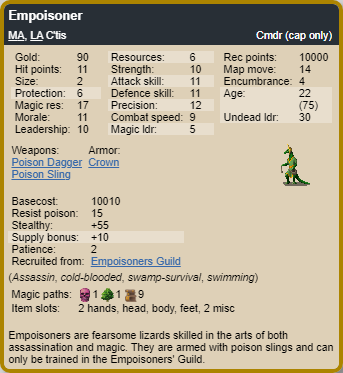 Empoisoner
MA, LA C'tis Cmdr (cap only)
Gold: 90 Resources: 6 Rec points: 10000
Hit points: 11 Strength: 10 Map move: 14
Size: 2 Attack skill: 11 Encumbrance: 4
Protection: 6 Defence skill: 11 Age: 22
Magic res: 17 Precision: 12 (75)
Morale: 11 Combat speed: 9 Undead ldr: 30
Leadership: 10 Magic ldr: 5
Weapons: Armor:
Poison Dagger Crown
Poison Sling
Basecost: 10010
Resist poison: 15
Stealthy: +55
Supply bonus: +10
Patience: 2
Recruited from: Empoisoners Guild
(Assassin, cold-blooded, swamp-survival, swimming)
Magic paths: 1 1 9
Item slots: 2 hands, head, body, feet, 2 misc
Empoisoners are fearsome lizards skilled in the arts of both
assassination and magic. They are armed with poison slings and can
only be trained in the Empoisoners' Guild.